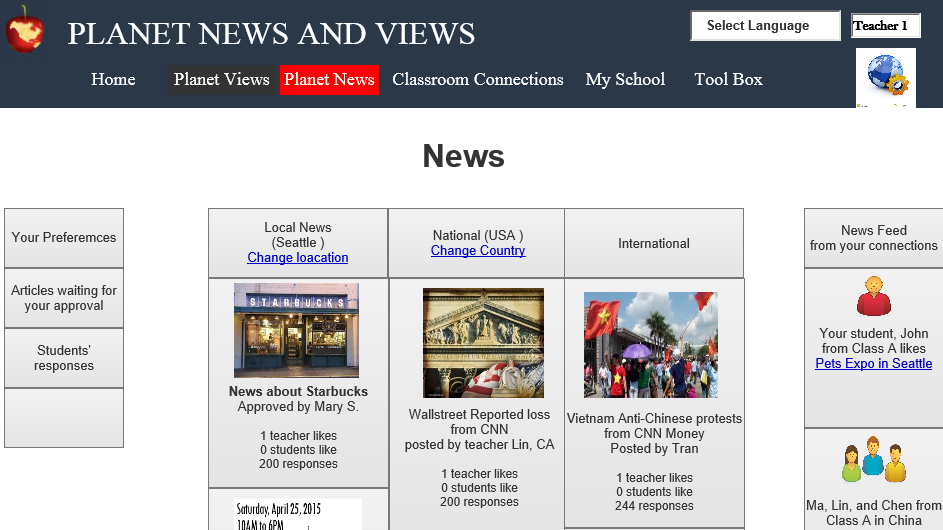 PLANET NEWS AND VIEWS
Select Language
Teacher 1
Home
Planet Views
Planet News
Classroom Connections
My School
Tool Box
News
Your Preferemces
Articles waiting for
your approval
Students'
responses
Local News
(Seattle )
Change loacation
STARBUCKS
News about Starbucks
Approved by Mary S.
1 teacher likes
0 students like
200 responses
Saturday, April 25, 2015
10AM to 6PM
National (USA )
Change Country
Wallstreet Reported loss
from CNN
posted by teacher Lin, CA
1 teacher likes
0 students like
200 responses
International
Vietnam Anti-Chinese protests
from CNN Money
Posted by Tran
1 teacher likes
0 students like
244 responses
News Feed
from your connections
Your student, John
from Class A likes
Pets Expo in Seattle
Ma, Lin, and Chen from
Class A in China